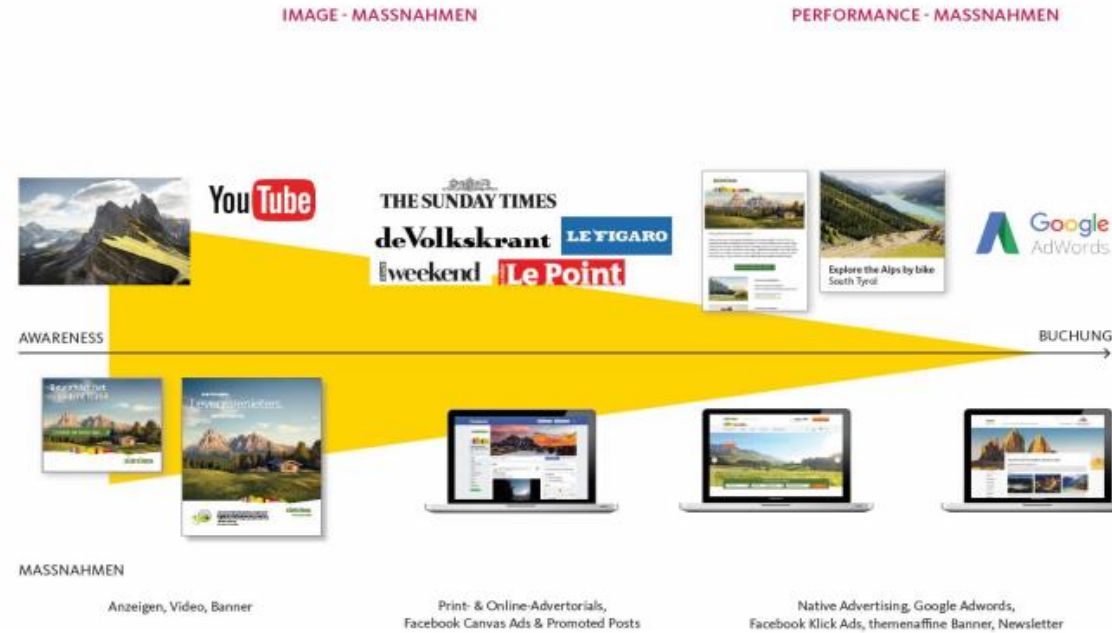 IMAGE - MASSNAHMEN
PERFORMANCE - MASSNAHMEN
YouTube
THE SUNDAY TIMES
deVolkskrant
LE FIGARO
weekend
Le Point
Explore the Alps by bike
South Tyrol
Google
AdWords
AWARENESS
BUCHUNG
Levensgenieters.
MASSNAHMEN
Anzeigen, Video, Banner
Print- & Online-Advertorials,
Facebook Canvas Ads & Promoted Posts
Native Advertising, Google Adwords,
Facebook Klick Ads, themenaffine Banner, Newsletter